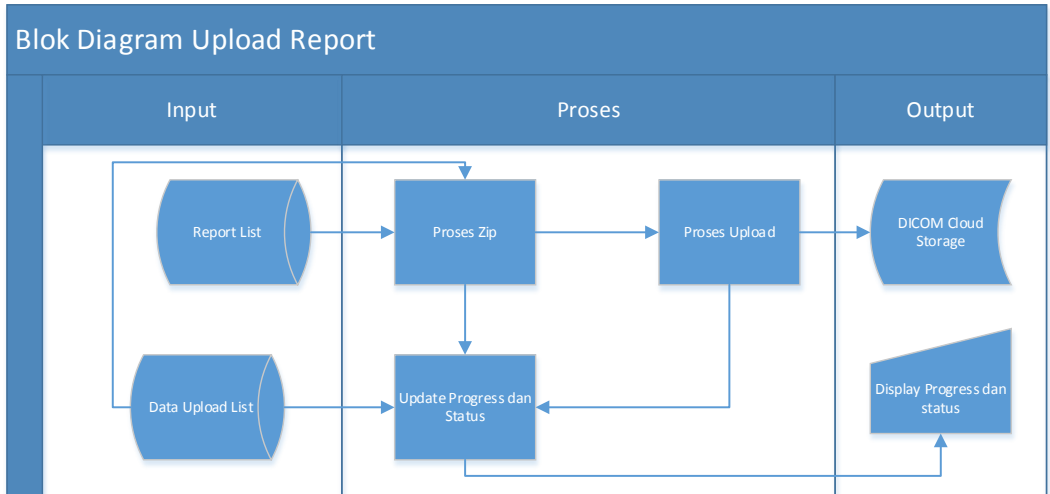 Blok Diagram Upload Report
Input
Proses
Output
Report List
Proses Zip
Proses Upload
DICOM Cloud
Storage
Data Upload List
Update Progress dan
Status
Display Progress dan
status